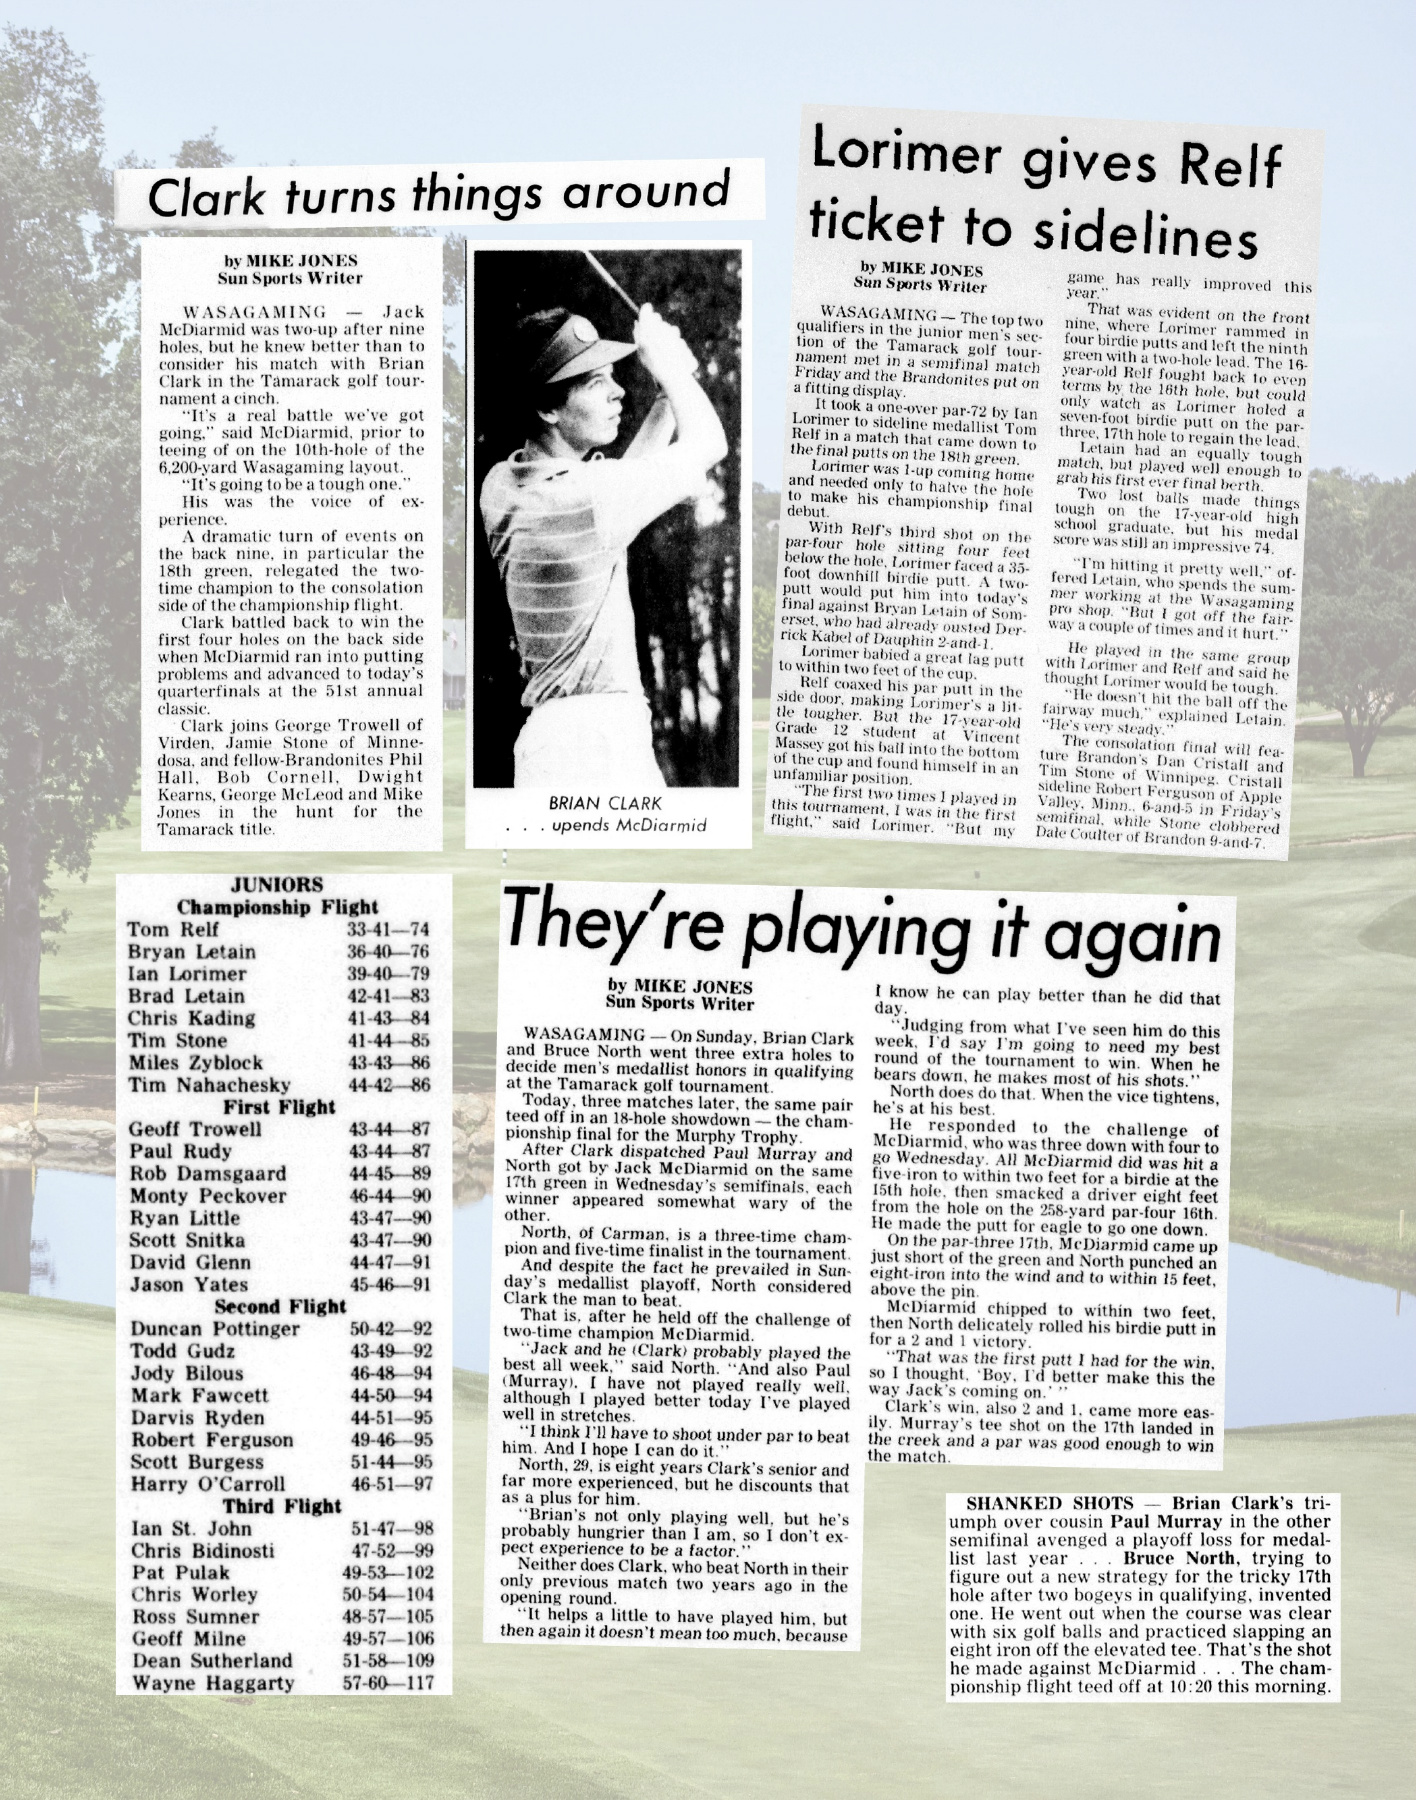 Clark turns things around
by MIKE JONES
Sun Sports Writer
WASAGAMING — Jack
McDiarmid was two-up after nine
holes, but he knew better than to
consider his match with Brian
Clark in the Tamarack golf tour-
nament a cinch.
"It's a real battle we've got
going," said McDiarmid, prior to
teeing of on the 10th-hole of the
6,200-yard Wasagaming layout.
"It's going to be a tough one."
His was the voice of ex-
perience.
A dramatic turn of events on
the back nine, in particular the
18th green, relegated the two-
time champion to the consolation
side of the championship flight.
Clark battled back to win the
first four holes on the back side
when McDiarmid ran into putting
problems and advanced to today's
quarterfinals at the 51st annual
classic.
Clark joins George Trowell of
Virden, Jamie Stone of Minne-
dosa, and fellow-Brandonites Phil
Hall, Bob Cornell, Dwight
Kearns, George McLeod and Mike
Jones in the hunt for the
Tamarack title.
BRIAN CLARK
. . . upends McDiarmid
Lorimer gives Relf
ticket to sidelines
by MIKE JONES
Sun Sports Writer
WASAGAMING — The top two
qualifiers in the junior men's sec-
tion of the Tamarack golf tour-
nament met in a semifinal match
Friday and the Brandonites put on
a fitting display.
It took a one-over par-72 by Ian
Lorimer to sideline medallist Tom
Relf in a match that came down to
the final putts on the 18th green.
Lorimer was 1-up coming home
and needed only to halve the hole
to make his championship final
debut.
With Relf's third shot on the
par-four hole sitting four feet
below the hole, Lorimer faced a 35-
foot downhill birdie putt. A two-
putt would put him into today's
final against Bryan Letain of Som-
erset, who had already ousted Der-
rick Kabel of Dauphin 2-and-1.
Lorimer babied a great lag putt
to within two feet of the cup.
Relf coaxed his par putt in the
side door, making Lorimer's a lit-
tle tougher. But the 17-year-old
Grade 12 student at Vincent
Massey got his ball into the bottom
of the cup and found himself in an
unfamiliar position.
"The first two times I played in
this tournament, I was in the first
flight," said Lorimer. "But my
game has really improved this
year."
That was evident on the front
nine, where Lorimer rammed in
four birdie putts and left the ninth
green with a two-hole lead. The 16-
year-old Relf fought back to even
terms by the 16th hole, but could
only watch as Lorimer holed a
seven-foot birdie putt on the par-
three, 17th hole to regain the lead.
Letain had an equally tough
match, but played well enough to
grab his first ever final berth.
Two lost balls made things
tough on the 17-year-old high
school graduate, but his medal
score was still an impressive 74.
"I'm hitting it pretty well," of-
fered Letain, who spends the sum-
mer working at the Wasagaming
pro shop. "But I got off the fair-
way a couple of times and it hurt."
He played in the same group
with Lorimer and Relf and said he
thought Lorimer would be tough.
"He doesn't hit the ball off the
fairway much," explained Letain.
"He's very steady."
The consolation final will fea-
ture Brandon's Dan Cristall and
Tim Stone of Winnipeg. Cristall
sideline Robert Ferguson of Apple
Valley, Minn., 6-and-5 in Friday's
semifinal, while Stone clobbered
Dale Coulter of Brandon 9-and-7.
JUNIORS
Championship Flight
Tom Relf 33-41—74
Bryan Letain 36-40—76
Ian Lorimer 39-40—79
Brad Letain 42-41—83
Chris Kading 41-43—84
Tim Stone 41-44—85
Miles Zyblock 43-43—86
Tim Nahachesky 44-42—86
First Flight
Geoff Trowell 43-44—87
Paul Rudy 43-44—87
Rob Damsgaard 44-45—89
Monty Peckover 46-44—90
Ryan Little 43-47—90
Scott Snitka 43-47—90
David Glenn 44-47—91
Jason Yates 45-46—91
Second Flight
Duncan Pottinger 50-42—92
Todd Gudz 43-49—92
Jody Bilous 46-48—94
Mark Fawcett 44-50—94
Darvis Ryden 44-51—95
Robert Ferguson 49-46—95
Scott Burgess 51-44—95
Harry O'Carroll 46-51—97
Third Flight
Ian St. John 51-47—98
Chris Bidinosti 47-52—99
Pat Pulak 49-53—102
Chris Worley 50-54—104
Ross Sumner 48-57—105
Geoff Milne 49-57—106
Dean Sutherland 51-58—109
Wayne Haggarty 57-60—117
They're playing it again
by MIKE JONES
Sun Sports Writer
WASAGAMING — On Sunday, Brian Clark
and Bruce North went three extra holes to
decide men's medallist honors in qualifying
at the Tamarack golf tournament.
Today, three matches later, the same pair
teed off in an 18-hole showdown — the cham-
pionship final for the Murphy Trophy.
After Clark dispatched Paul Murray and
North got by Jack McDiarmid on the same
17th green in Wednesday's semifinals, each
winner appeared somewhat wary of the
other.
North, of Carman, is a three-time cham-
pion and five-time finalist in the tournament.
And despite the fact he prevailed in Sun-
day's medallist playoff, North considered
Clark the man to beat.
That is, after he held off the challenge of
two-time champion McDiarmid.
"Jack and he (Clark) probably played the
best all week," said North. "And also Paul
(Murray). I have not played really well,
although I played better today I've played
well in stretches.
"I think I'll have to shoot under par to beat
him. And I hope I can do it."
North, 29, is eight years Clark's senior and
far more experienced, but he discounts that
as a plus for him.
"Brian's not only playing well, but he's
probably hungrier than I am, so I don't ex-
pect experience to be a factor."
Neither does Clark, who beat North in their
only previous match two years ago in the
opening round.
"It helps a little to have played him, but
then again it doesn't mean too much, because
I know he can play better than he did that
day.
"Judging from what I've seen him do this
week, I'd say I'm going to need my best
round of the tournament to win. When he
bears down, he makes most of his shots."
North does do that. When the vice tightens,
he's at his best.
He responded to the challenge of
McDiarmid, who was three down with four to
go Wednesday. All McDiarmid did was hit a
five-iron to within two feet for a birdie at the
15th hole, then smacked a driver eight feet
from the hole on the 258-yard par-four 16th.
He made the putt for eagle to go one down.
On the par-three 17th, McDiarmid came up
just short of the green and North punched an
eight-iron into the wind and to within 15 feet,
above the pin.
McDiarmid chipped to within two feet,
then North delicately rolled his birdie putt in
for a 2 and 1 victory.
"That was the first putt I had for the win,
so I thought, 'Boy, I'd better make this the
way Jack's coming on.' "
Clark's win, also 2 and 1, came more eas-
ily. Murray's tee shot on the 17th landed in
the creek and a par was good enough to win
the match.
SHANKED SHOTS — Brian Clark's tri-
umph over cousin Paul Murray in the other
semifinal avenged a playoff loss for medal-
list last year . . . Bruce North, trying to
figure out a new strategy for the tricky 17th
hole after two bogeys in qualifying, invented
one. He went out when the course was clear
with six golf balls and practiced slapping an
eight iron off the elevated tee. That's the shot
he made against McDiarmid . . . The cham-
pionship flight teed off at 10:20 this morning.